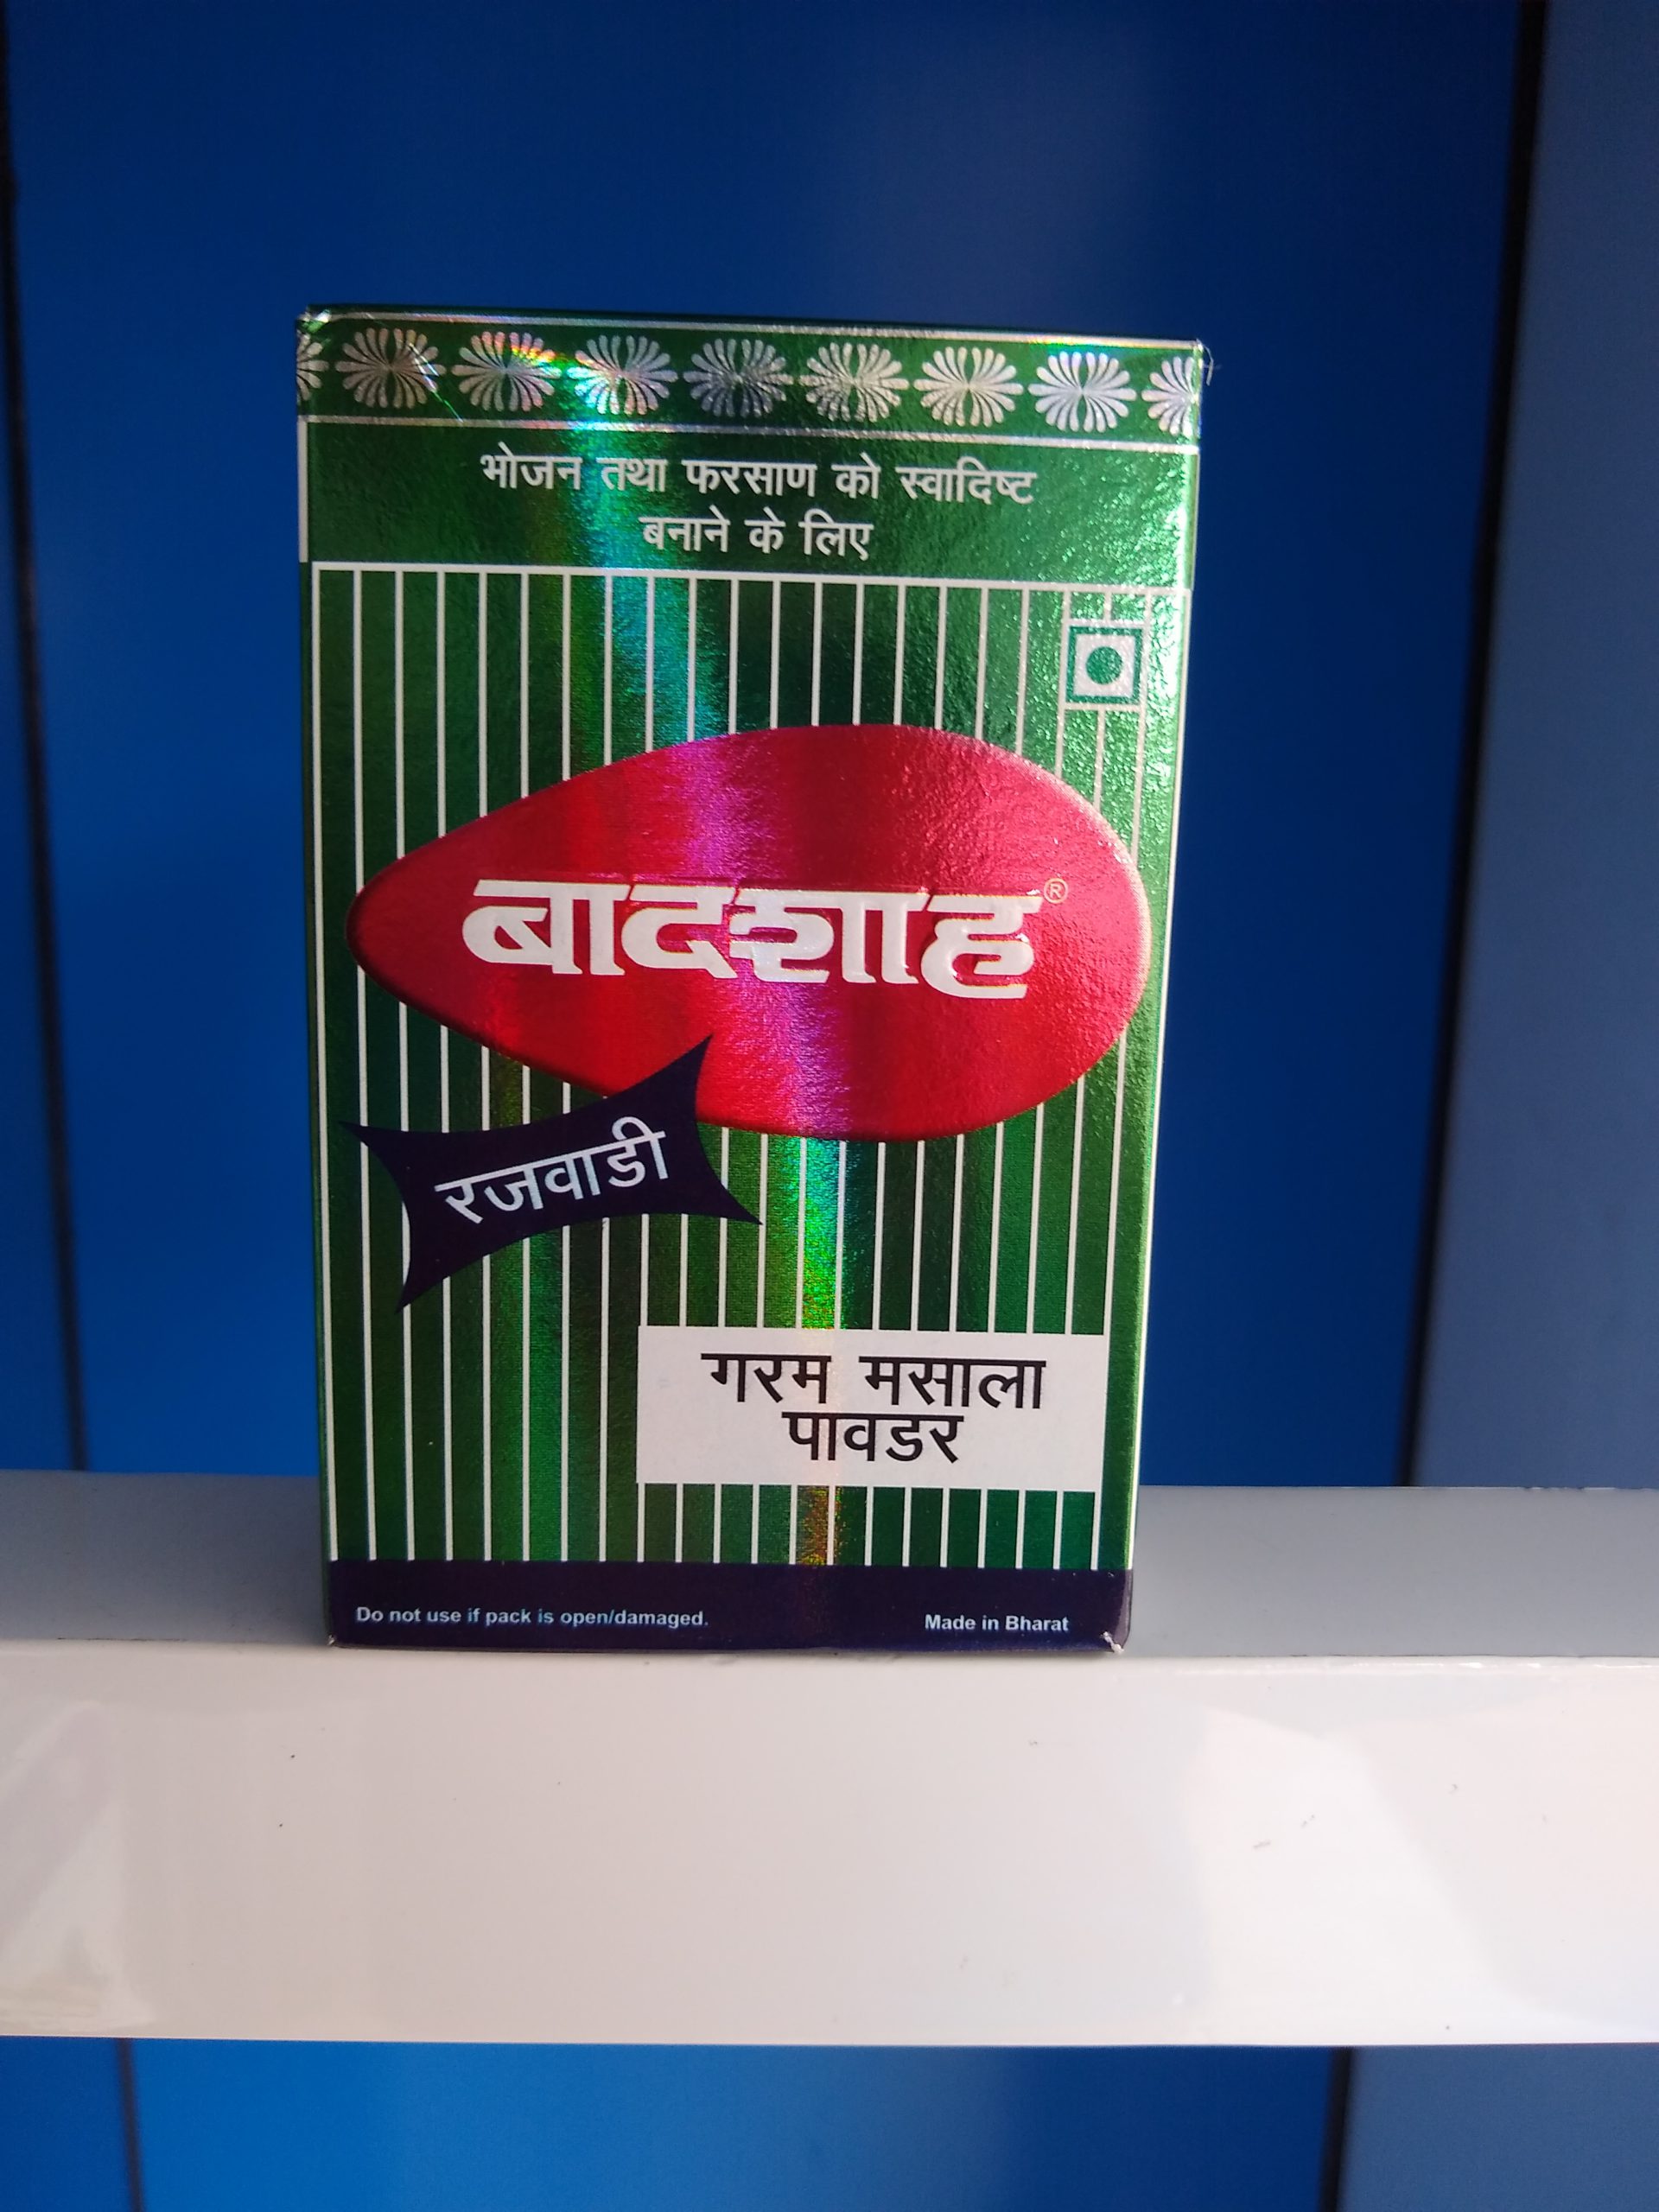 भोजन तथा फरसाण को स्वादिष्ट
बनाने के लिए
बादशाह®
रजवाडी
गरम मसाला
पावडर
Do not use if pack is open/damaged.
Made in Bharat